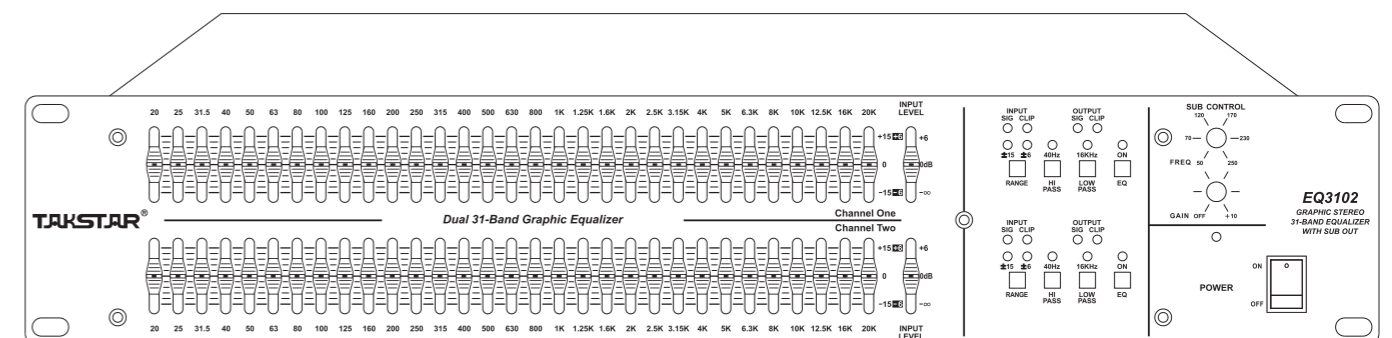 20 25 31.5 40 50 63 80 100 125 160 200 250 315 400 500 630 800 1K 1.25K 1.6K 2K 2.5K 3.15K 4K 5K 6.3K 8K 10K 12.5K 16K 20K
INPUT
LEVEL
+15 +6 +6
0 0dB
-15 -6 -∞
TAKSTAR®
Dual 31-Band Graphic Equalizer
Channel One
Channel Two
+15 +6 +6
0 0dB
-15 -6 -∞
20 25 31.5 40 50 63 80 100 125 160 200 250 315 400 500 630 800 1K 1.25K 1.6K 2K 2.5K 3.15K 4K 5K 6.3K 8K 10K 12.5K 16K 20K
INPUT
LEVEL
INPUT OUTPUT
SIG CLIP SIG CLIP
±15 ±6 40Hz 16KHz ON
RANGE HI LOW EQ
PASS PASS
INPUT OUTPUT
SIG CLIP SIG CLIP
±15 ±6 40Hz 16KHz ON
RANGE HI LOW EQ
PASS PASS
SUB CONTROL
120 170
70 230
FREQ 50 250
GAIN OFF +10
EQ3102
GRAPHIC STEREO
31-BAND EQUALIZER
WITH SUB OUT
ON
POWER
OFF